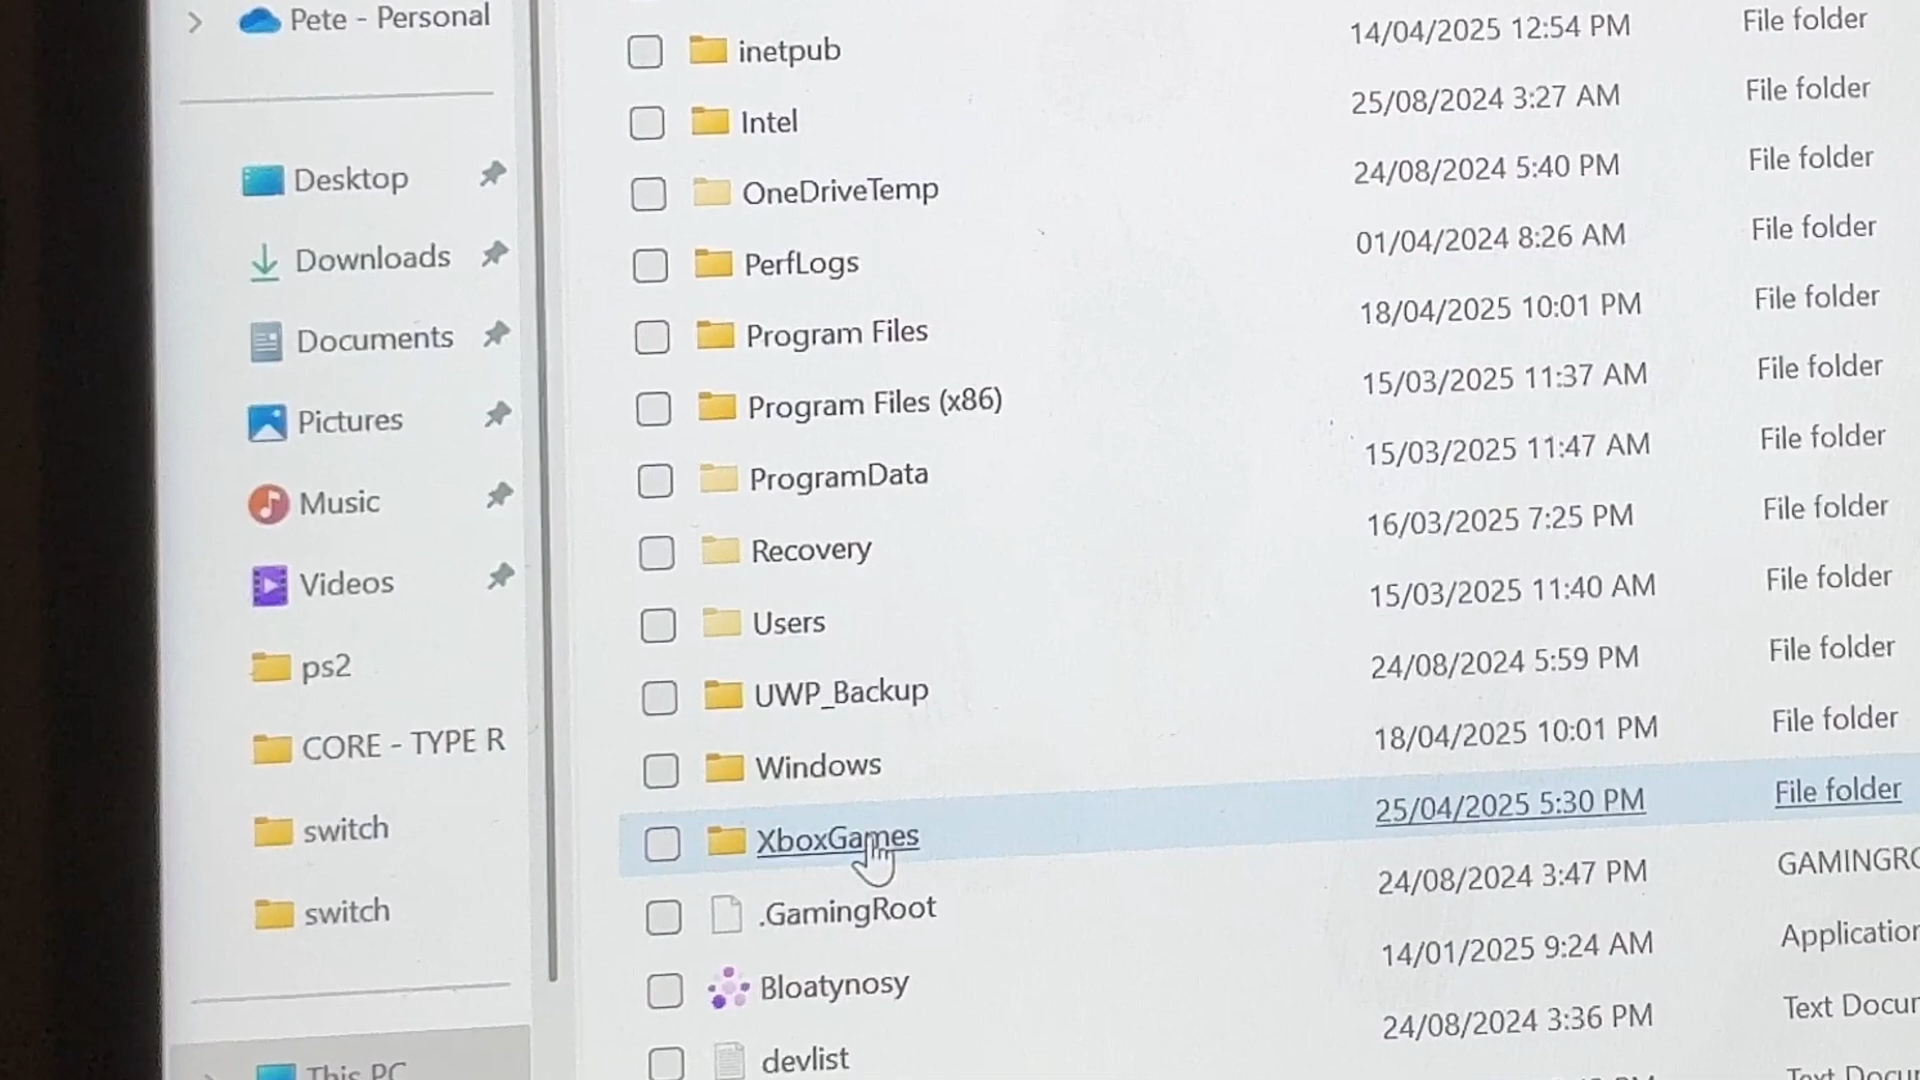 Pete - Personal
Desktop
Downloads
Documents
Pictures
Music
Videos
ps2
CORE - TYPE R
switch
switch
This PC
inetpub 14/04/2025 12:54 PM File folder
Intel 25/08/2024 3:27 AM File folder
OneDriveTemp 24/08/2024 5:40 PM File folder
PerfLogs 01/04/2024 8:26 AM File folder
Program Files 18/04/2025 10:01 PM File folder
Program Files (x86) 15/03/2025 11:37 AM File folder
ProgramData 15/03/2025 11:47 AM File folder
Recovery 16/03/2025 7:25 PM File folder
Users 15/03/2025 11:40 AM File folder
UWP_Backup 24/08/2024 5:59 PM File folder
Windows 18/04/2025 10:01 PM File folder
XboxGames 25/04/2025 5:30 PM File folder
.GamingRoot 24/08/2024 3:47 PM GAMINGRO
Bloatynosy 14/01/2025 9:24 AM Application
devlist 24/08/2024 3:36 PM Text Docum